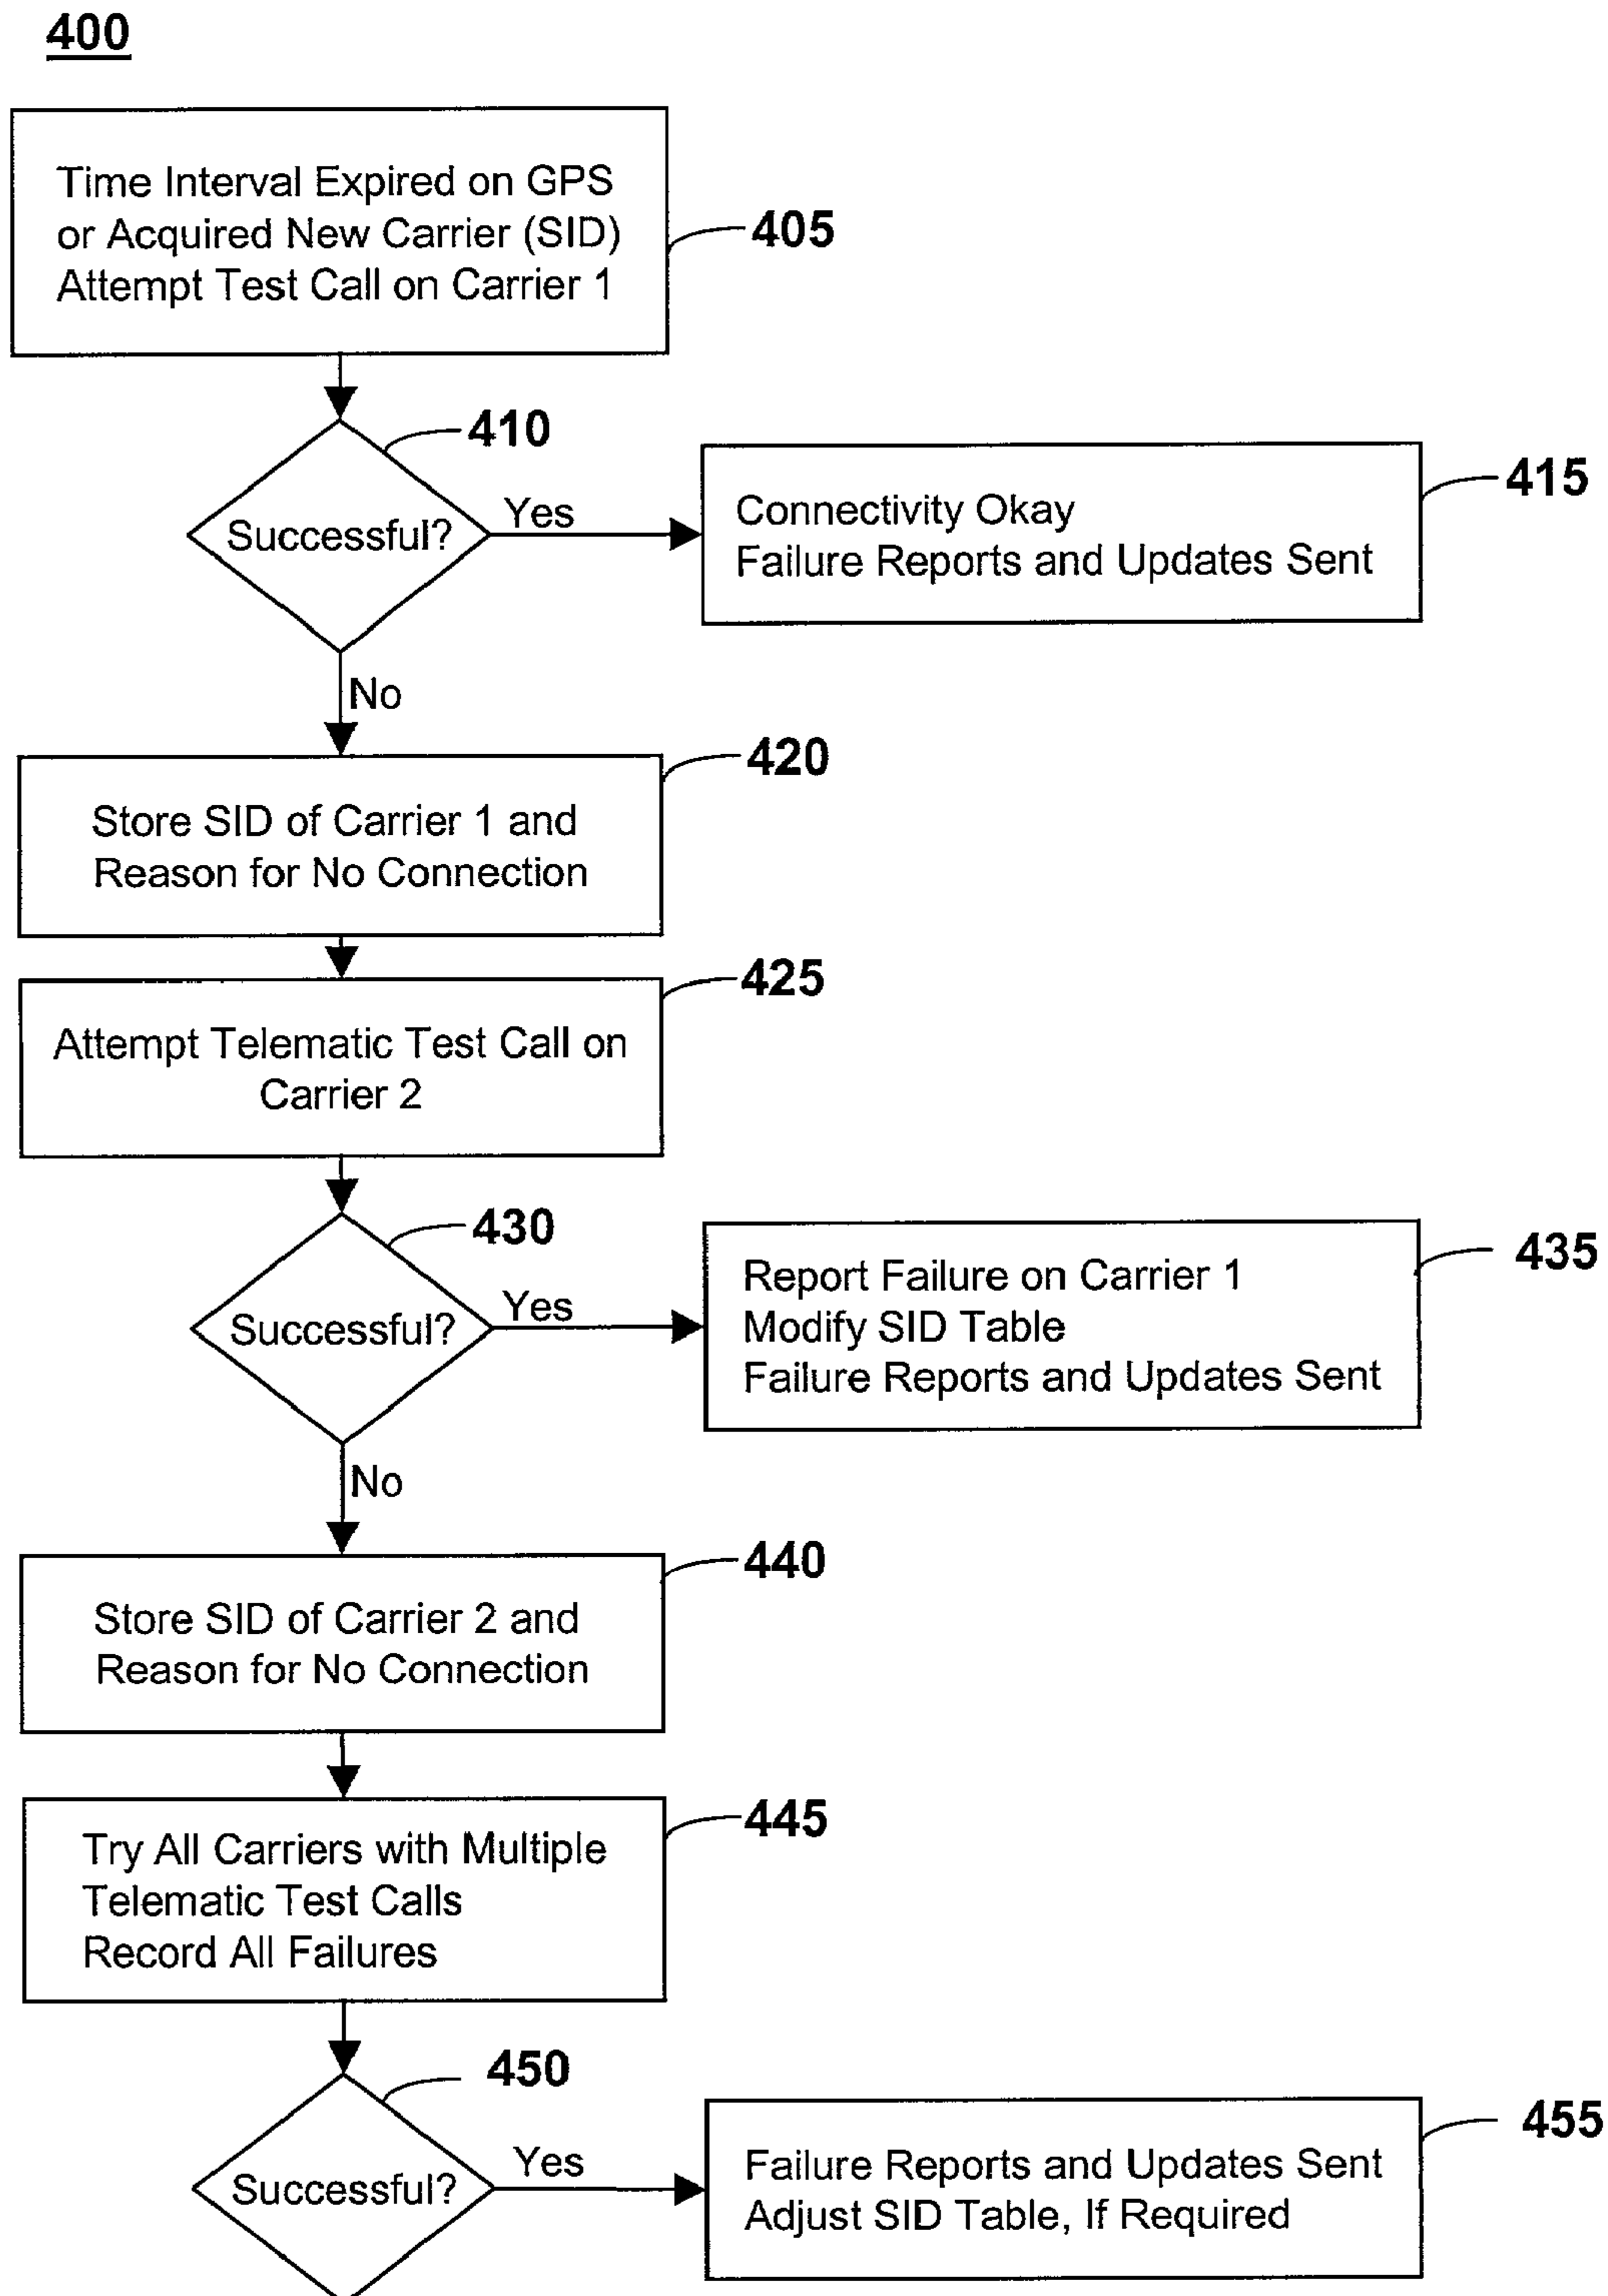 400
Time Interval Expired on GPS
or Acquired New Carrier (SID)
Attempt Test Call on Carrier 1
405
410
Successful?
Yes
Connectivity Okay
Failure Reports and Updates Sent
415
No
Store SID of Carrier 1 and
Reason for No Connection
420
Attempt Telematic Test Call on
Carrier 2
425
430
Successful?
Yes
Report Failure on Carrier 1
Modify SID Table
Failure Reports and Updates Sent
435
No
Store SID of Carrier 2 and
Reason for No Connection
440
Try All Carriers with Multiple
Telematic Test Calls
Record All Failures
445
450
Successful?
Yes
Failure Reports and Updates Sent
Adjust SID Table, If Required
455